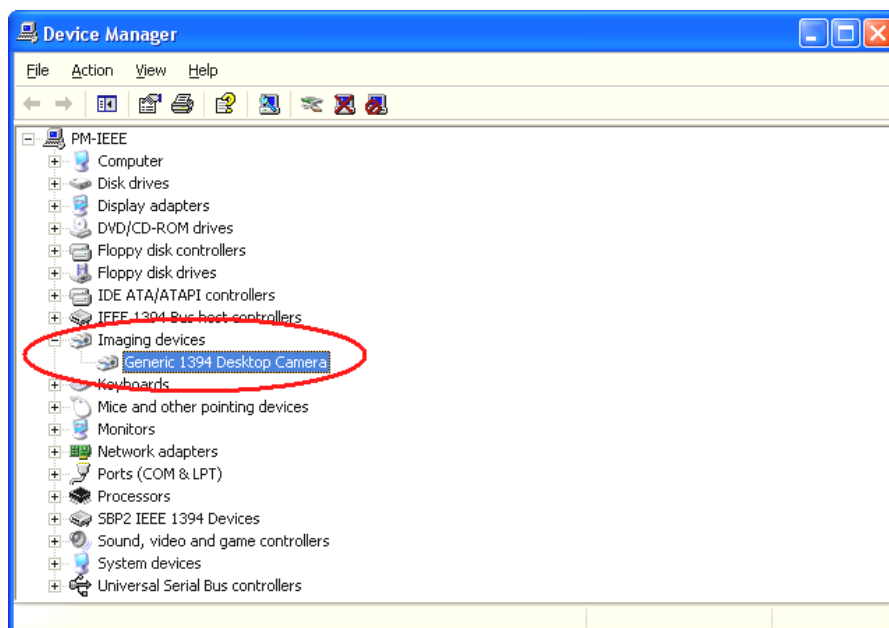 Device Manager
File Action View Help
PM-IEEE
Computer
Disk drives
Display adapters
DVD/CD-ROM drives
Floppy disk controllers
Floppy disk drives
IDE ATA/ATAPI controllers
IEEE 1394 Bus host controllers
Imaging devices
Generic 1394 Desktop Camera
Keyboards
Mice and other pointing devices
Monitors
Network adapters
Ports (COM & LPT)
Processors
SBP2 IEEE 1394 Devices
Sound, video and game controllers
System devices
Universal Serial Bus controllers